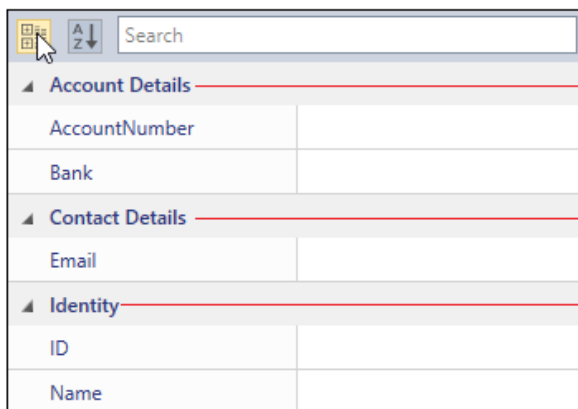 A Z Search
Account Details
AccountNumber
Bank
Contact Details
Email
Identity
ID
Name